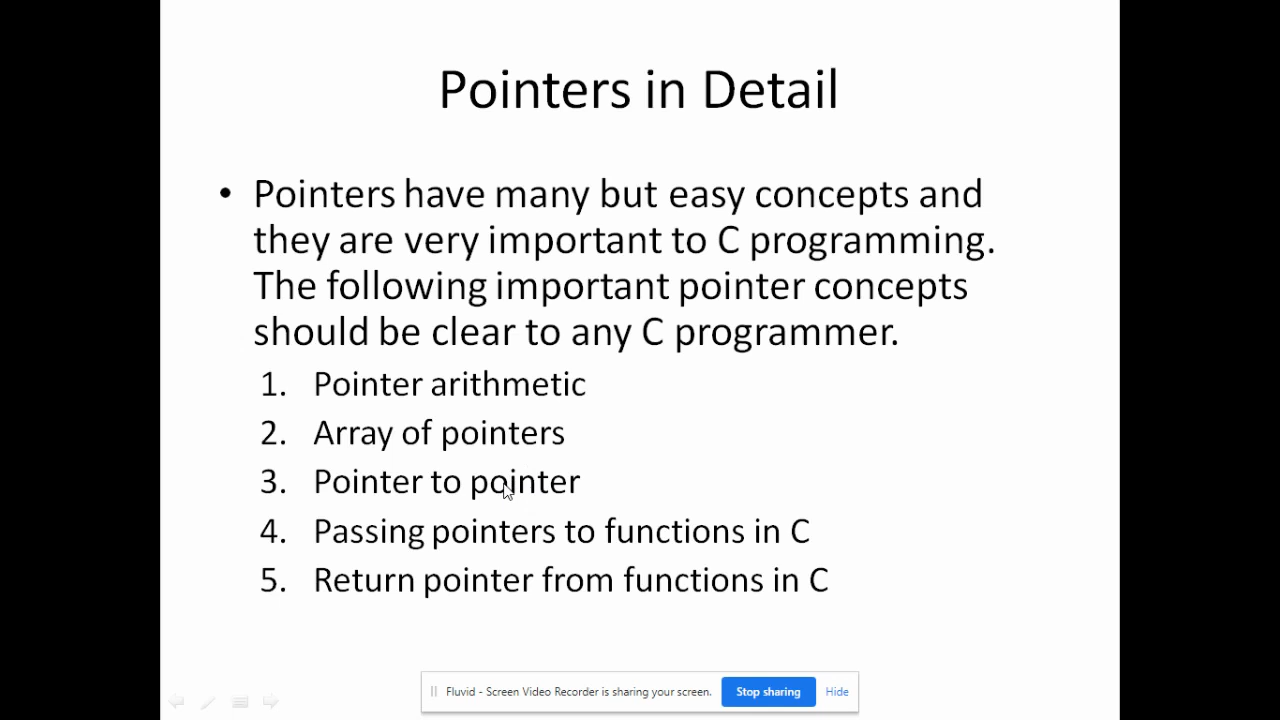 Pointers in Detail
• Pointers have many but easy concepts and
they are very important to C programming.
The following important pointer concepts
should be clear to any C programmer.
1. Pointer arithmetic
2. Array of pointers
3. Pointer to pointer
4. Passing pointers to functions in C
5. Return pointer from functions in C
Fluvid - Screen Video Recorder is sharing your screen. Stop sharing Hide